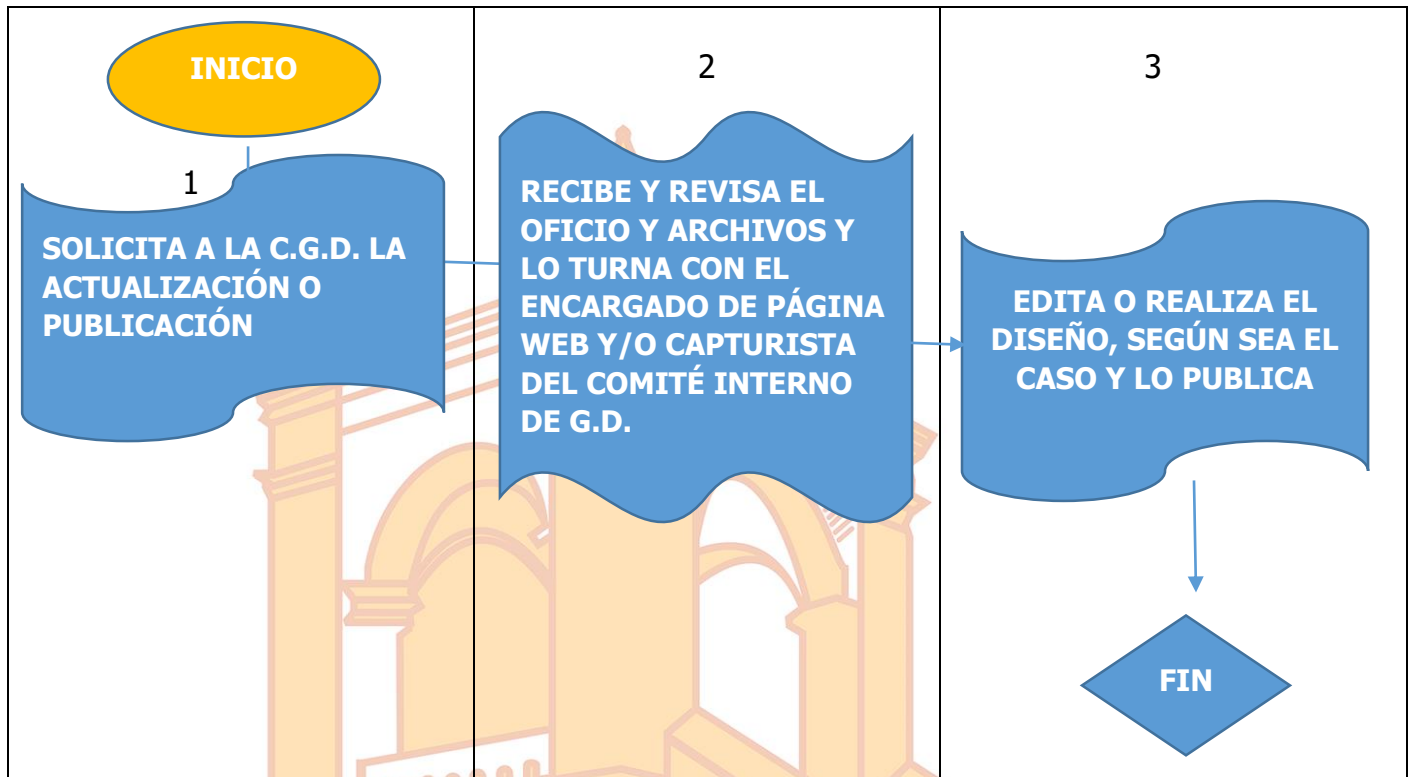 INICIO
1
SOLICITA A LA C.G.D. LA
ACTUALIZACIÓN O
PUBLICACIÓN
2
RECIBE Y REVISA EL
OFICIO Y ARCHIVOS Y
LO TURNA CON EL
ENCARGADO DE PÁGINA
WEB Y/O CAPTURISTA
DEL COMITÉ INTERNO
DE G.D.
3
EDITA O REALIZA EL
DISEÑO, SEGÚN SEA EL
CASO Y LO PUBLICA
FIN